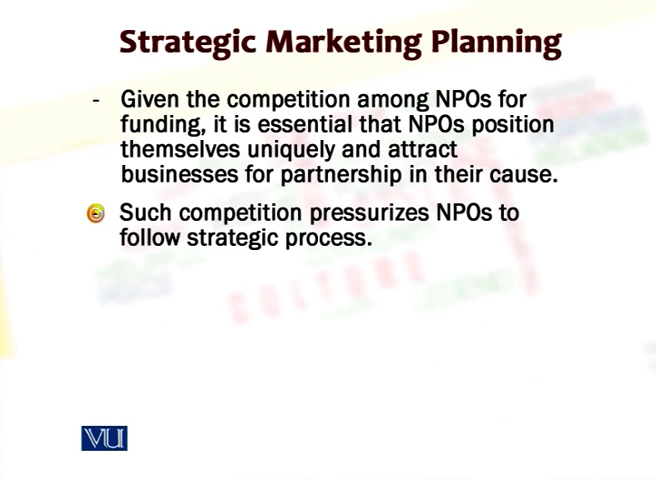 Strategic Marketing Planning
- Given the competition among NPOs for
funding, it is essential that NPOs position
themselves uniquely and attract
businesses for partnership in their cause.
Such competition pressurizes NPOs to
follow strategic process.
CULTURE
VU